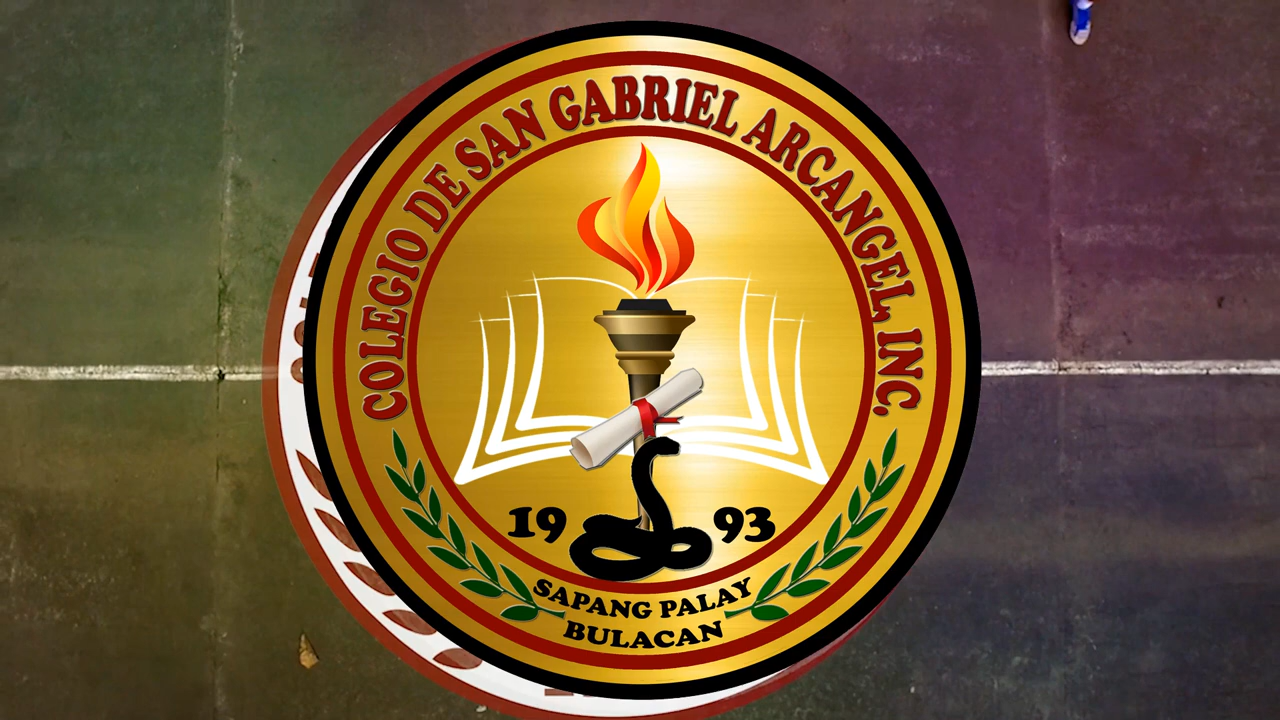 COLEGIO DE SAN GABRIEL ARCANGEL, INC.
19 93
SAPANG PALAY
BULACAN